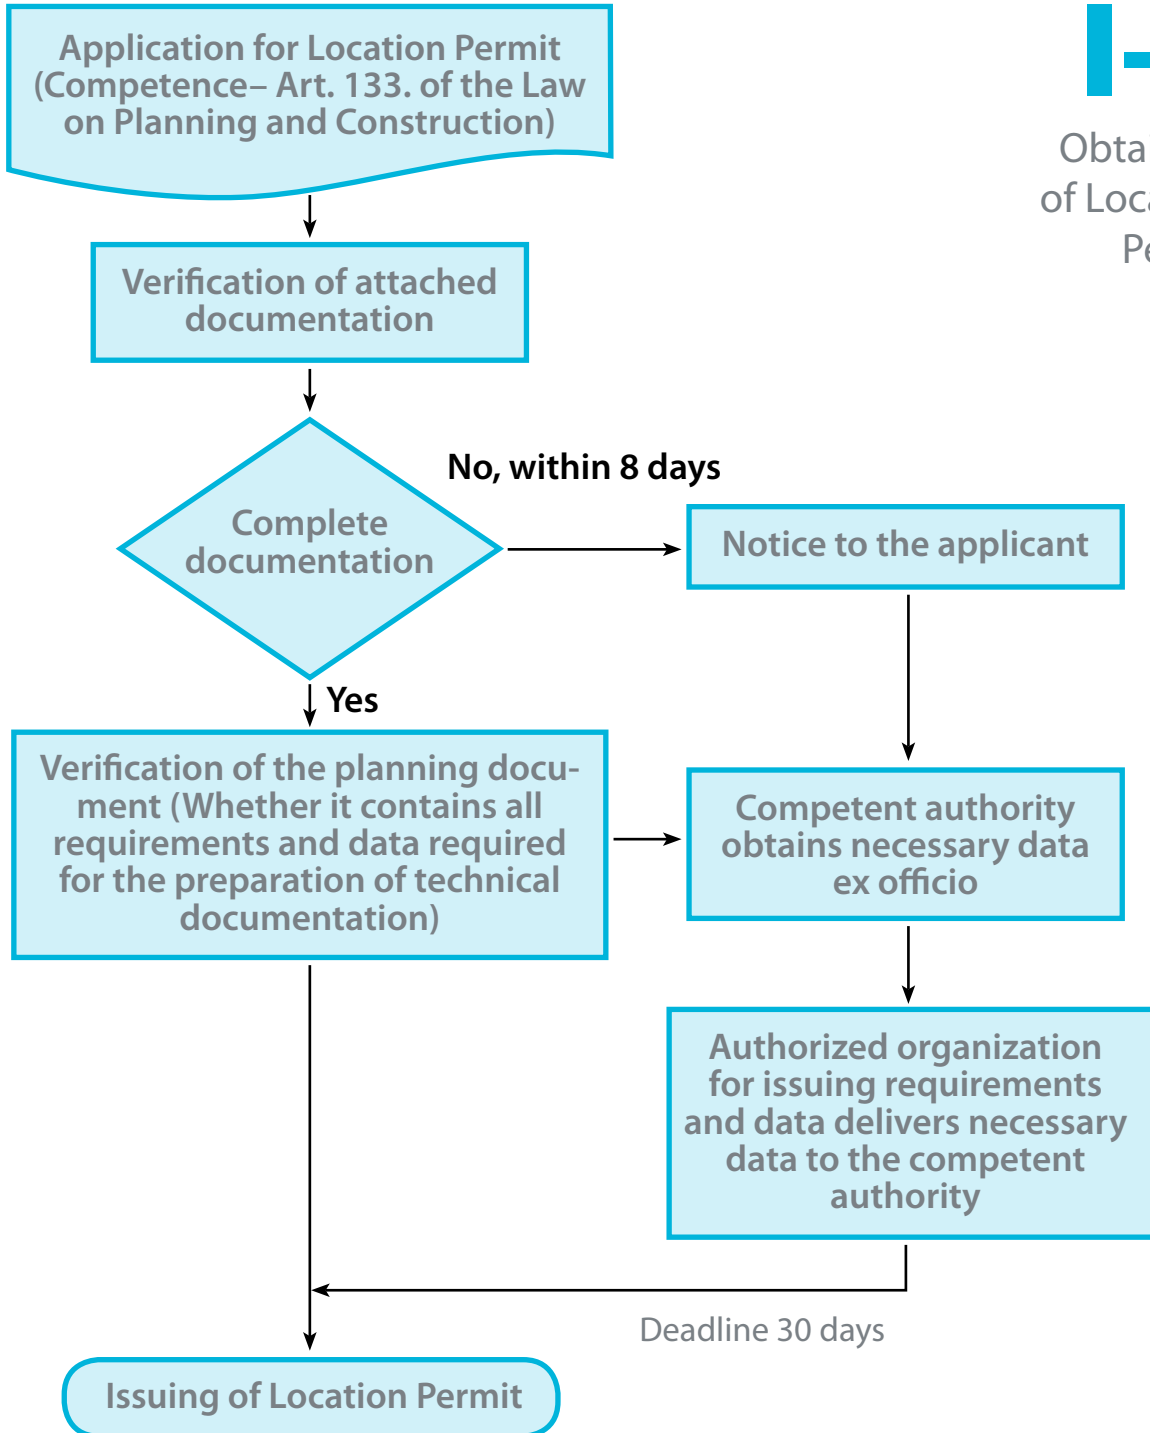 Application for Location Permit
(Competence– Art. 133. of the Law
on Planning and Construction)
Verification of attached
documentation
Complete
documentation
No, within 8 days
Notice to the applicant
Yes
Verification of the planning docu-
ment (Whether it contains all
requirements and data required
for the preparation of technical
documentation)
Competent authority
obtains necessary data
ex officio
Authorized organization
for issuing requirements
and data delivers necessary
data to the competent
authority
Deadline 30 days
Issuing of Location Permit
of